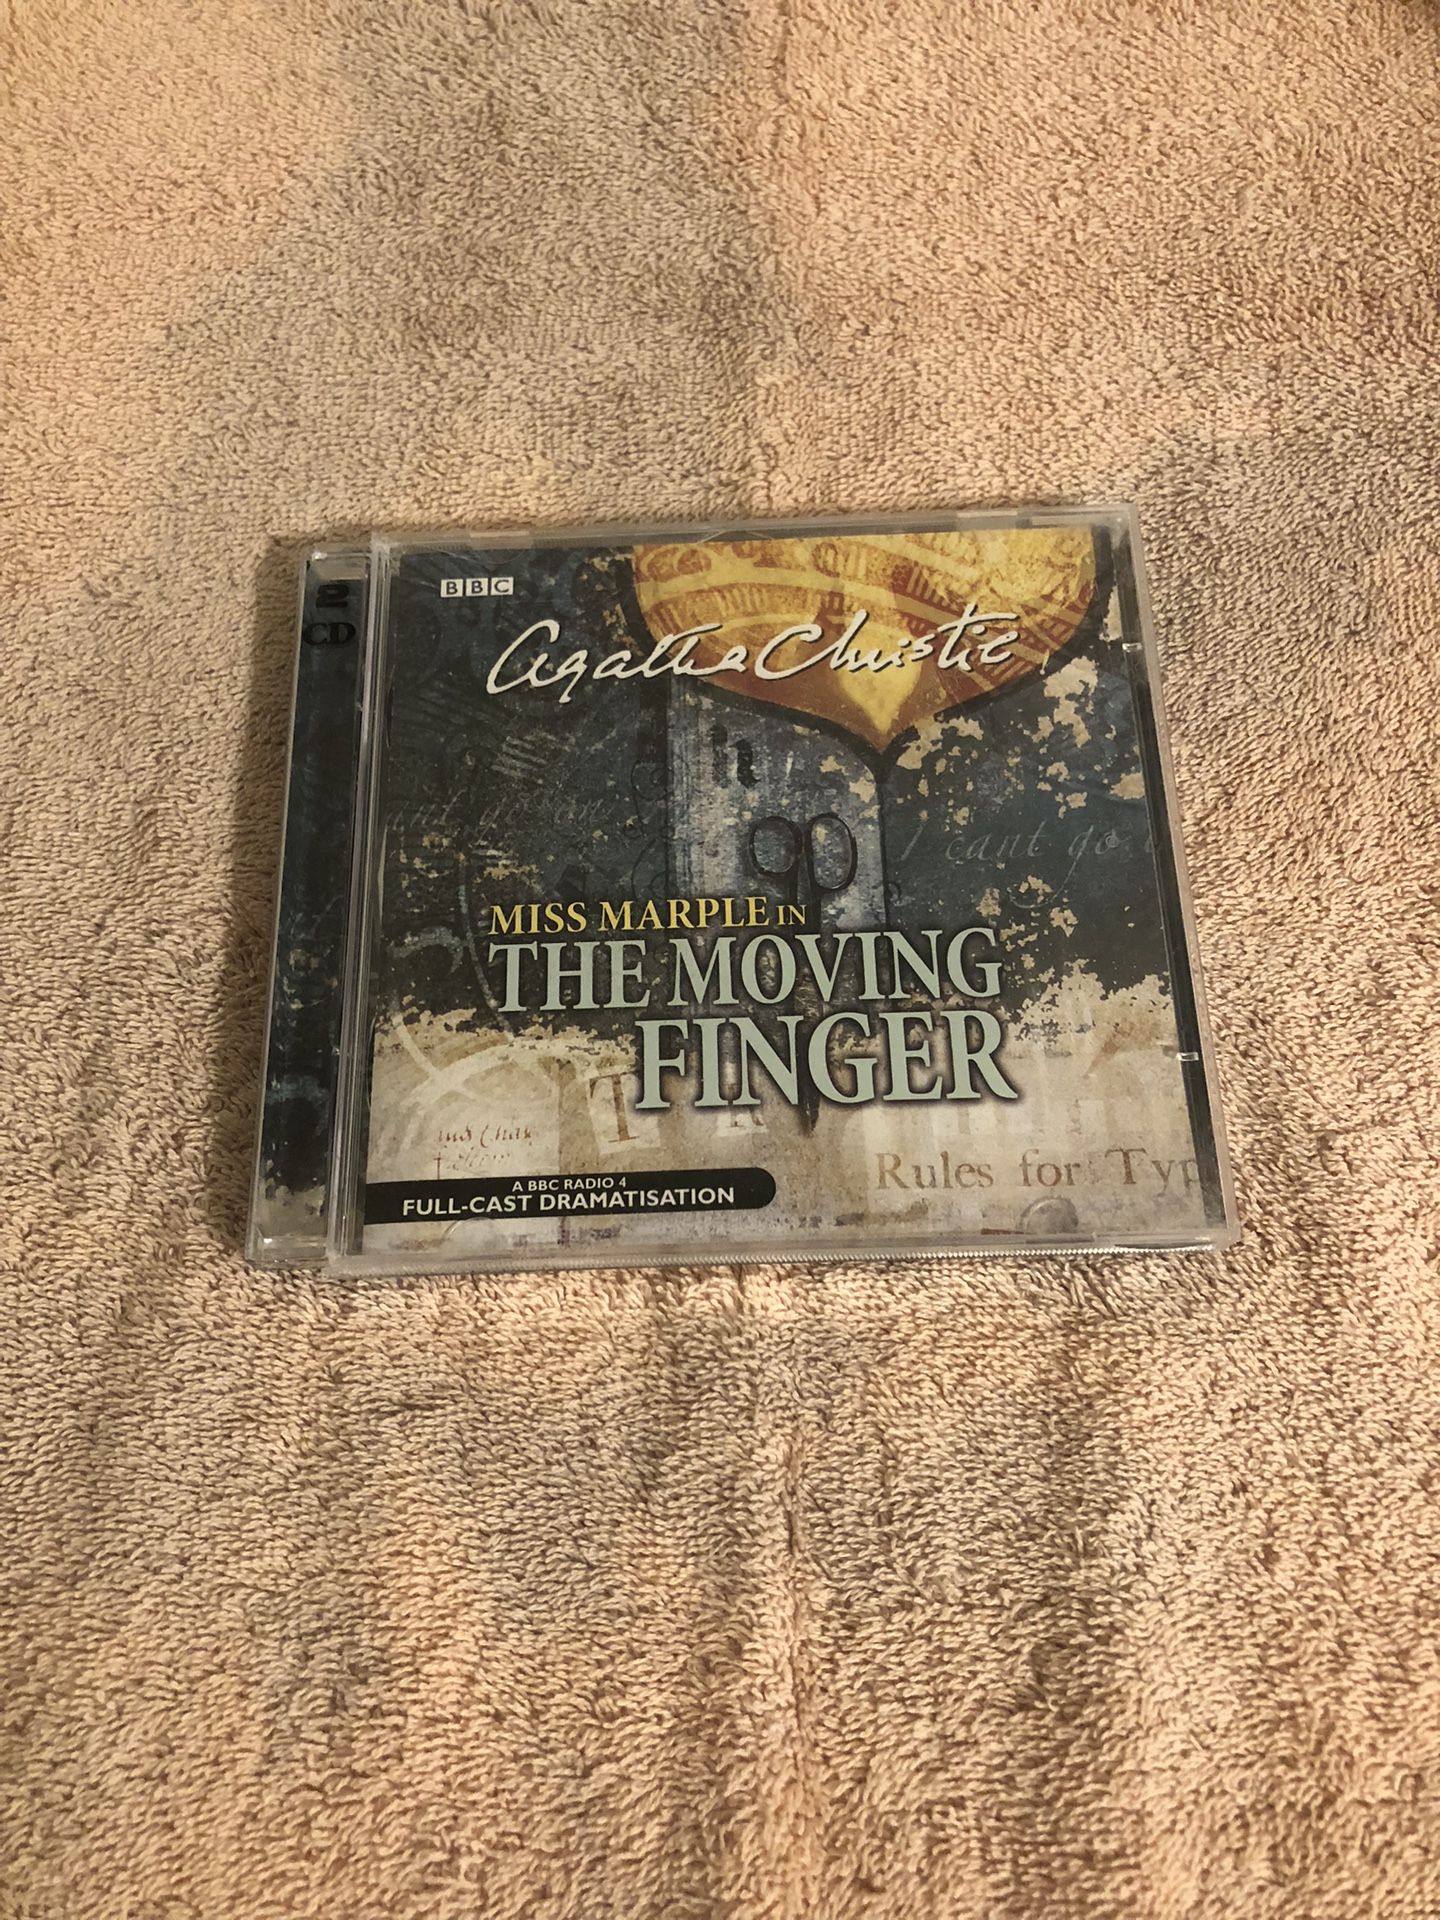 2
CD
BBC
Agatha Christie
I cant go
MISS MARPLE IN
THE MOVING
FINGER
T
Rules for Typ
A BBC RADIO 4
FULL-CAST DRAMATISATION